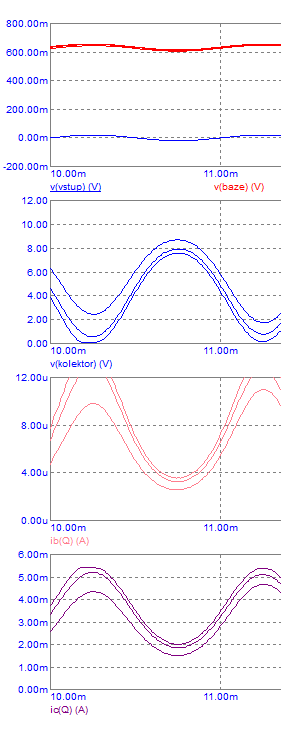 800.00m
600.00m
400.00m
200.00m
0.00m
-200.00m
10.00m 11.00m
v(vstup) (V) v(baze) (V)
12.00
10.00
8.00
6.00
4.00
2.00
0.00
10.00m 11.00m
v(kolektor) (V)
12.00u
8.00u
4.00u
0.00u
10.00m 11.00m
ib(Q) (A)
6.00m
5.00m
4.00m
3.00m
2.00m
1.00m
0.00m
10.00m 11.00m
ic(Q) (A)